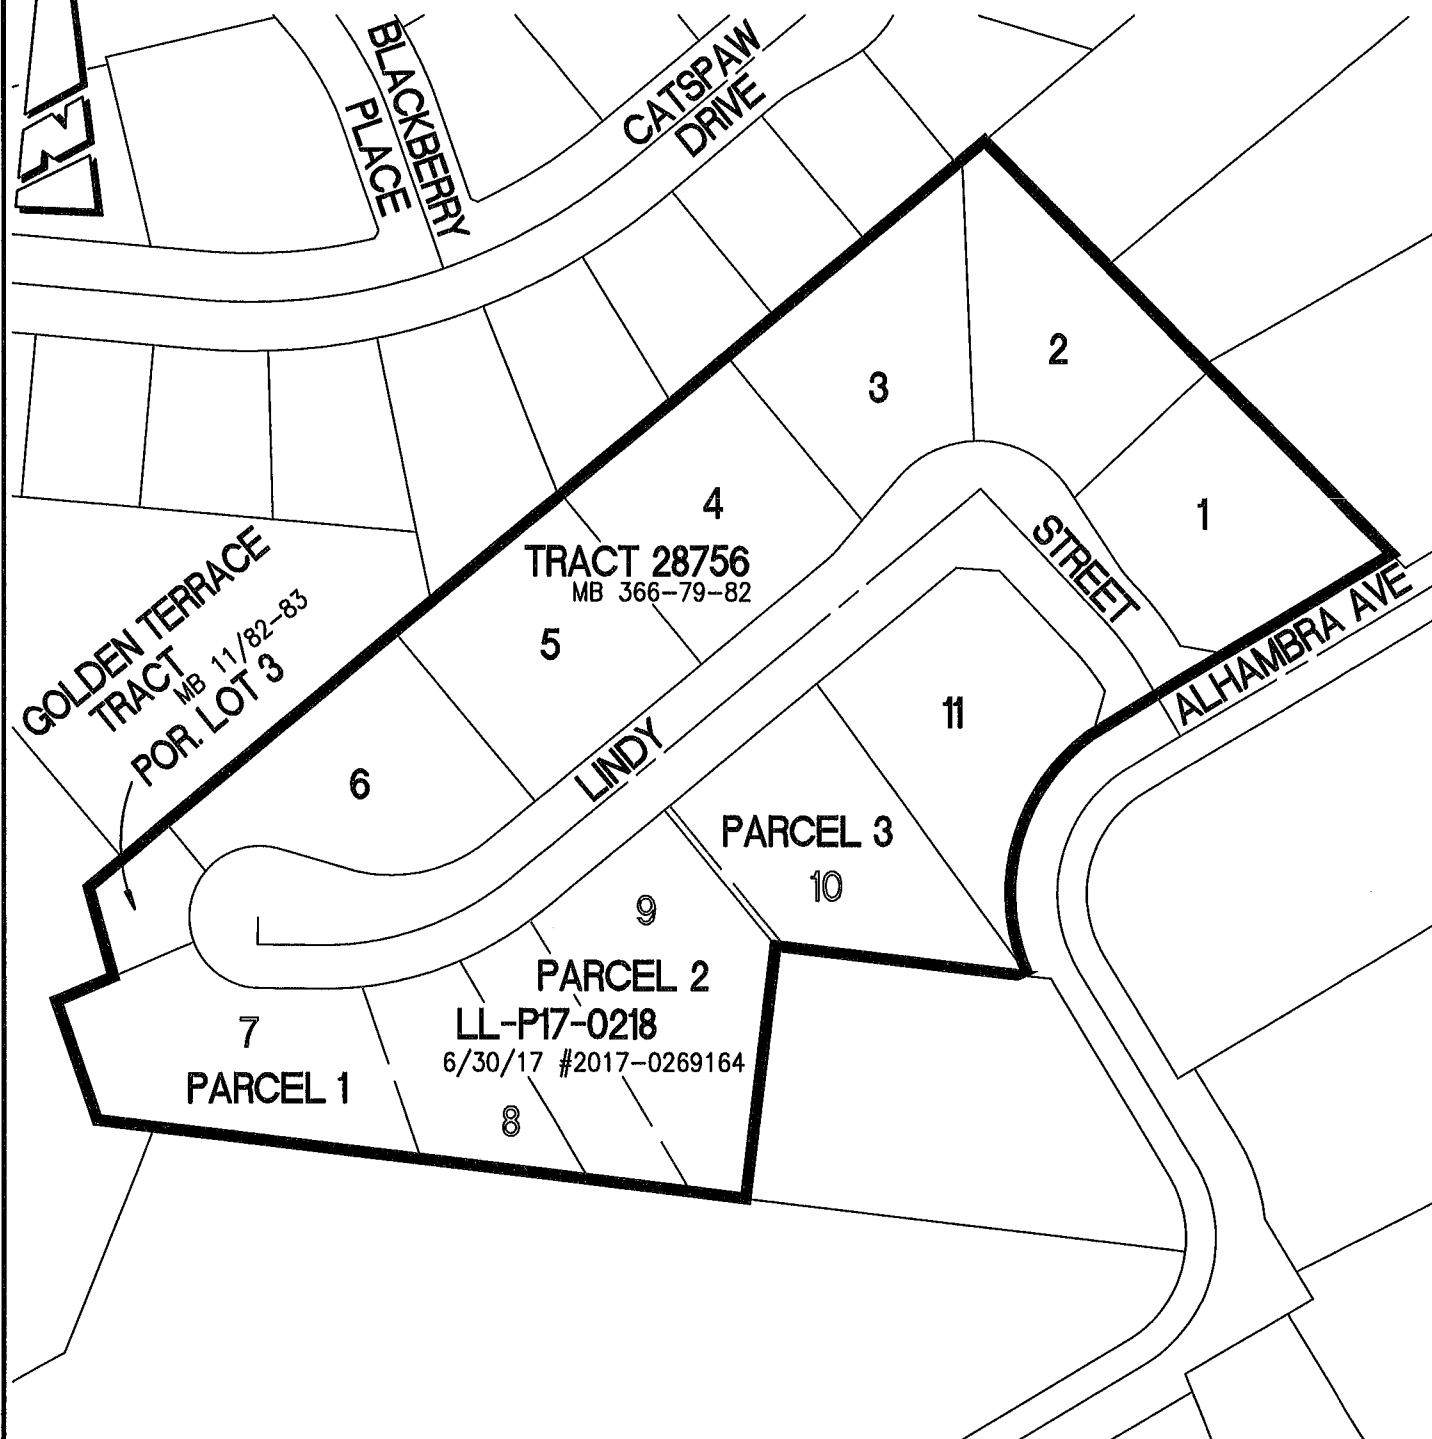 BLACKBERRY
PLACE
CATSPAW
DRIVE
2
3
1
4
TRACT 28756
MB 366-79-82
STREET
ALHAMBRA AVE
GOLDEN TERRACE
TRACT
MB 11/82-83
POR. LOT 3
5
6
LINDY
11
PARCEL 3
10
9
PARCEL 2
LL-P17-0218
6/30/17 #2017-0269164
7
PARCEL 1
8